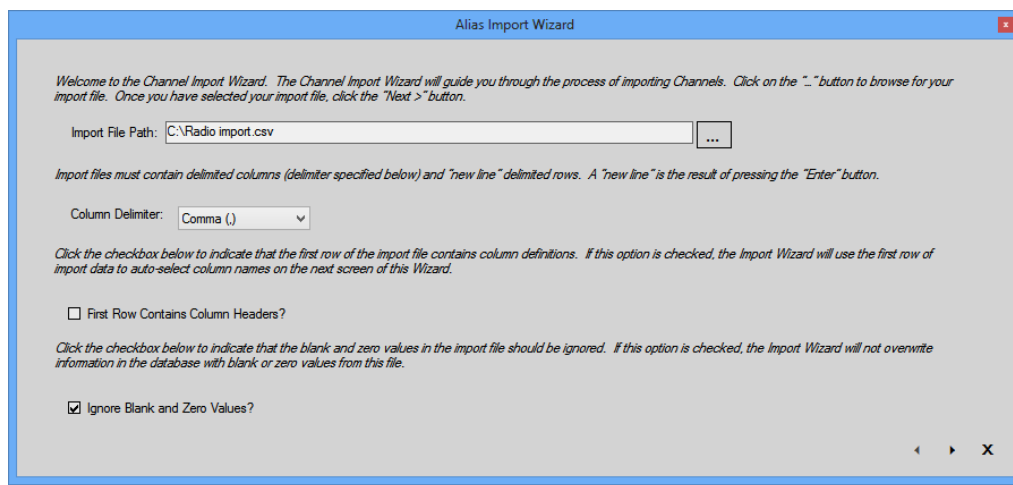 Alias Import Wizard
x
Welcome to the Channel Import Wizard. The Channel Import Wizard will guide you through the process of importing Channels. Click on the "..." button to browse for your
import file. Once you have selected your import file, click the "Next >" button.
Import File Path: C:\Radio import.csv ...
Import files must contain delimited columns (delimiter specified below) and "new line" delimited rows. A "new line" is the result of pressing the "Enter" button.
Column Delimiter: Comma (,)
Click the checkbox below to indicate that the first row of the import file contains column definitions. If this option is checked, the Import Wizard will use the first row of
import data to auto-select column names on the next screen of this Wizard.
First Row Contains Column Headers?
Click the checkbox below to indicate that the blank and zero values in the import file should be ignored. If this option is checked, the Import Wizard will not overwrite
information in the database with blank or zero values from this file.
Ignore Blank and Zero Values?
X